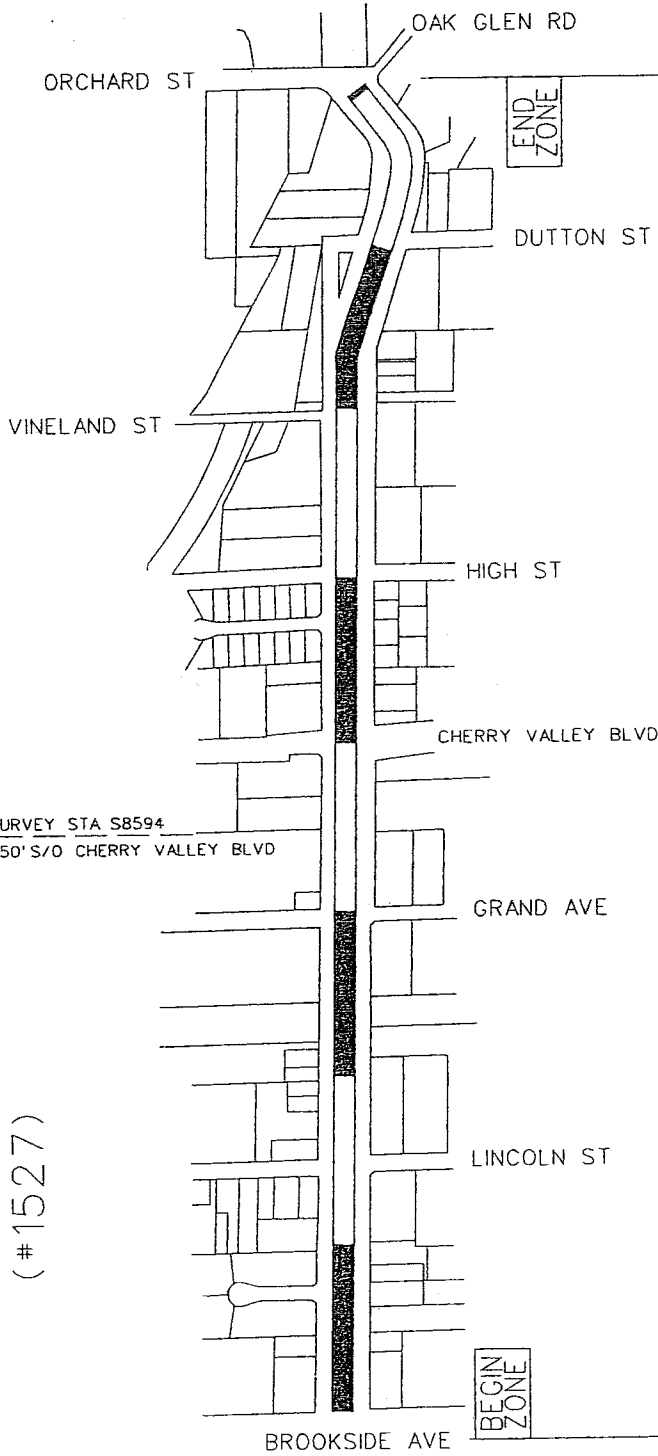 OAK GLEN RD
ORCHARD ST
END
ZONE
DUTTON ST
VINELAND ST
HIGH ST
CHERRY VALLEY BLVD
URVEY STA S8594
50'S/O CHERRY VALLEY BLVD
GRAND AVE
(#1527)
LINCOLN ST
BEGIN
ZONE
BROOKSIDE AVE